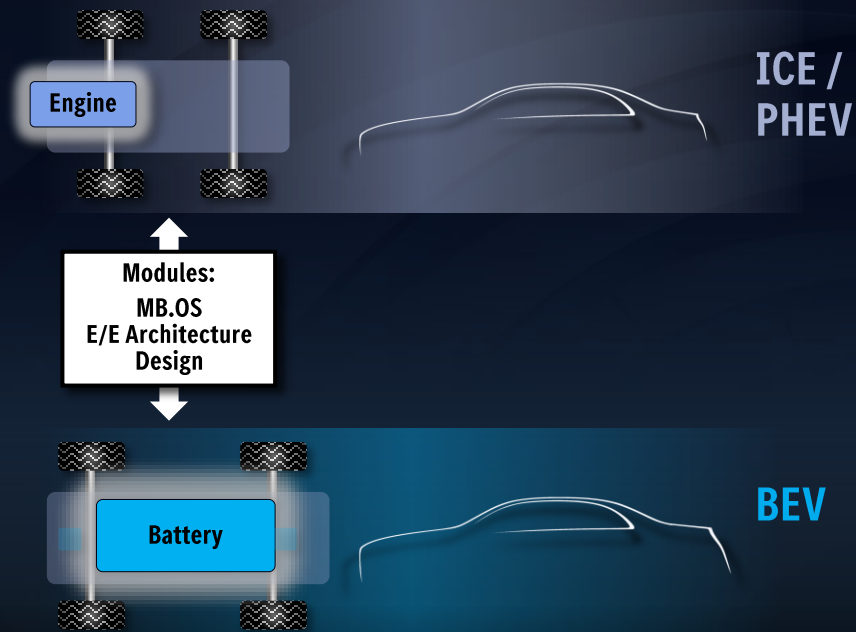 Engine
ICE /
PHEV
Modules:
MB.OS
E/E Architecture
Design
Battery
BEV